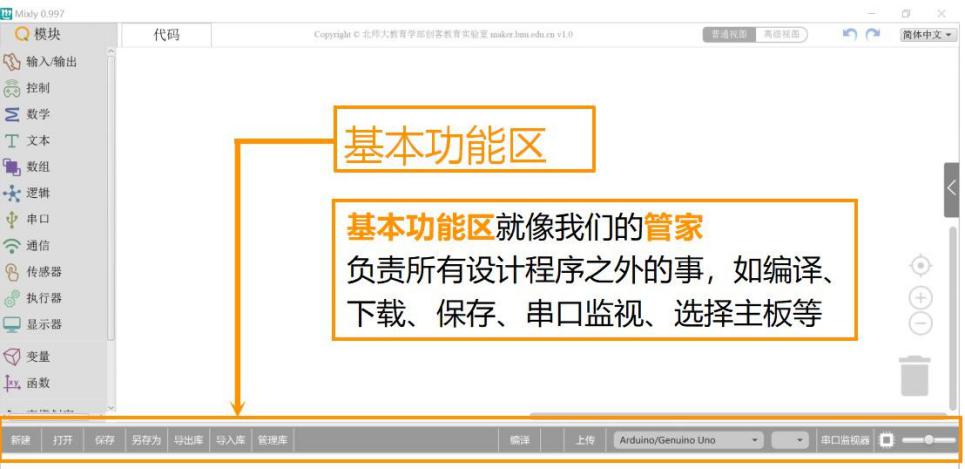 Mixly 0.997
模块
代码
Copyright © 北师大教育学部创客教育实验室 maker.bnu.edu.cn v1.0
普通视图 高级视图
简体中文
输入/输出
控制
数学
文本
数组
逻辑
串口
通信
传感器
执行器
显示器
变量
函数
基本功能区
基本功能区就像我们的管家
负责所有设计程序之外的事，如编译、
下载、保存、串口监视、选择主板等
新建 打开 保存 另存为 导出库 导入库 管理库 编译 上传 Arduino/Genuino Uno 串口监视器